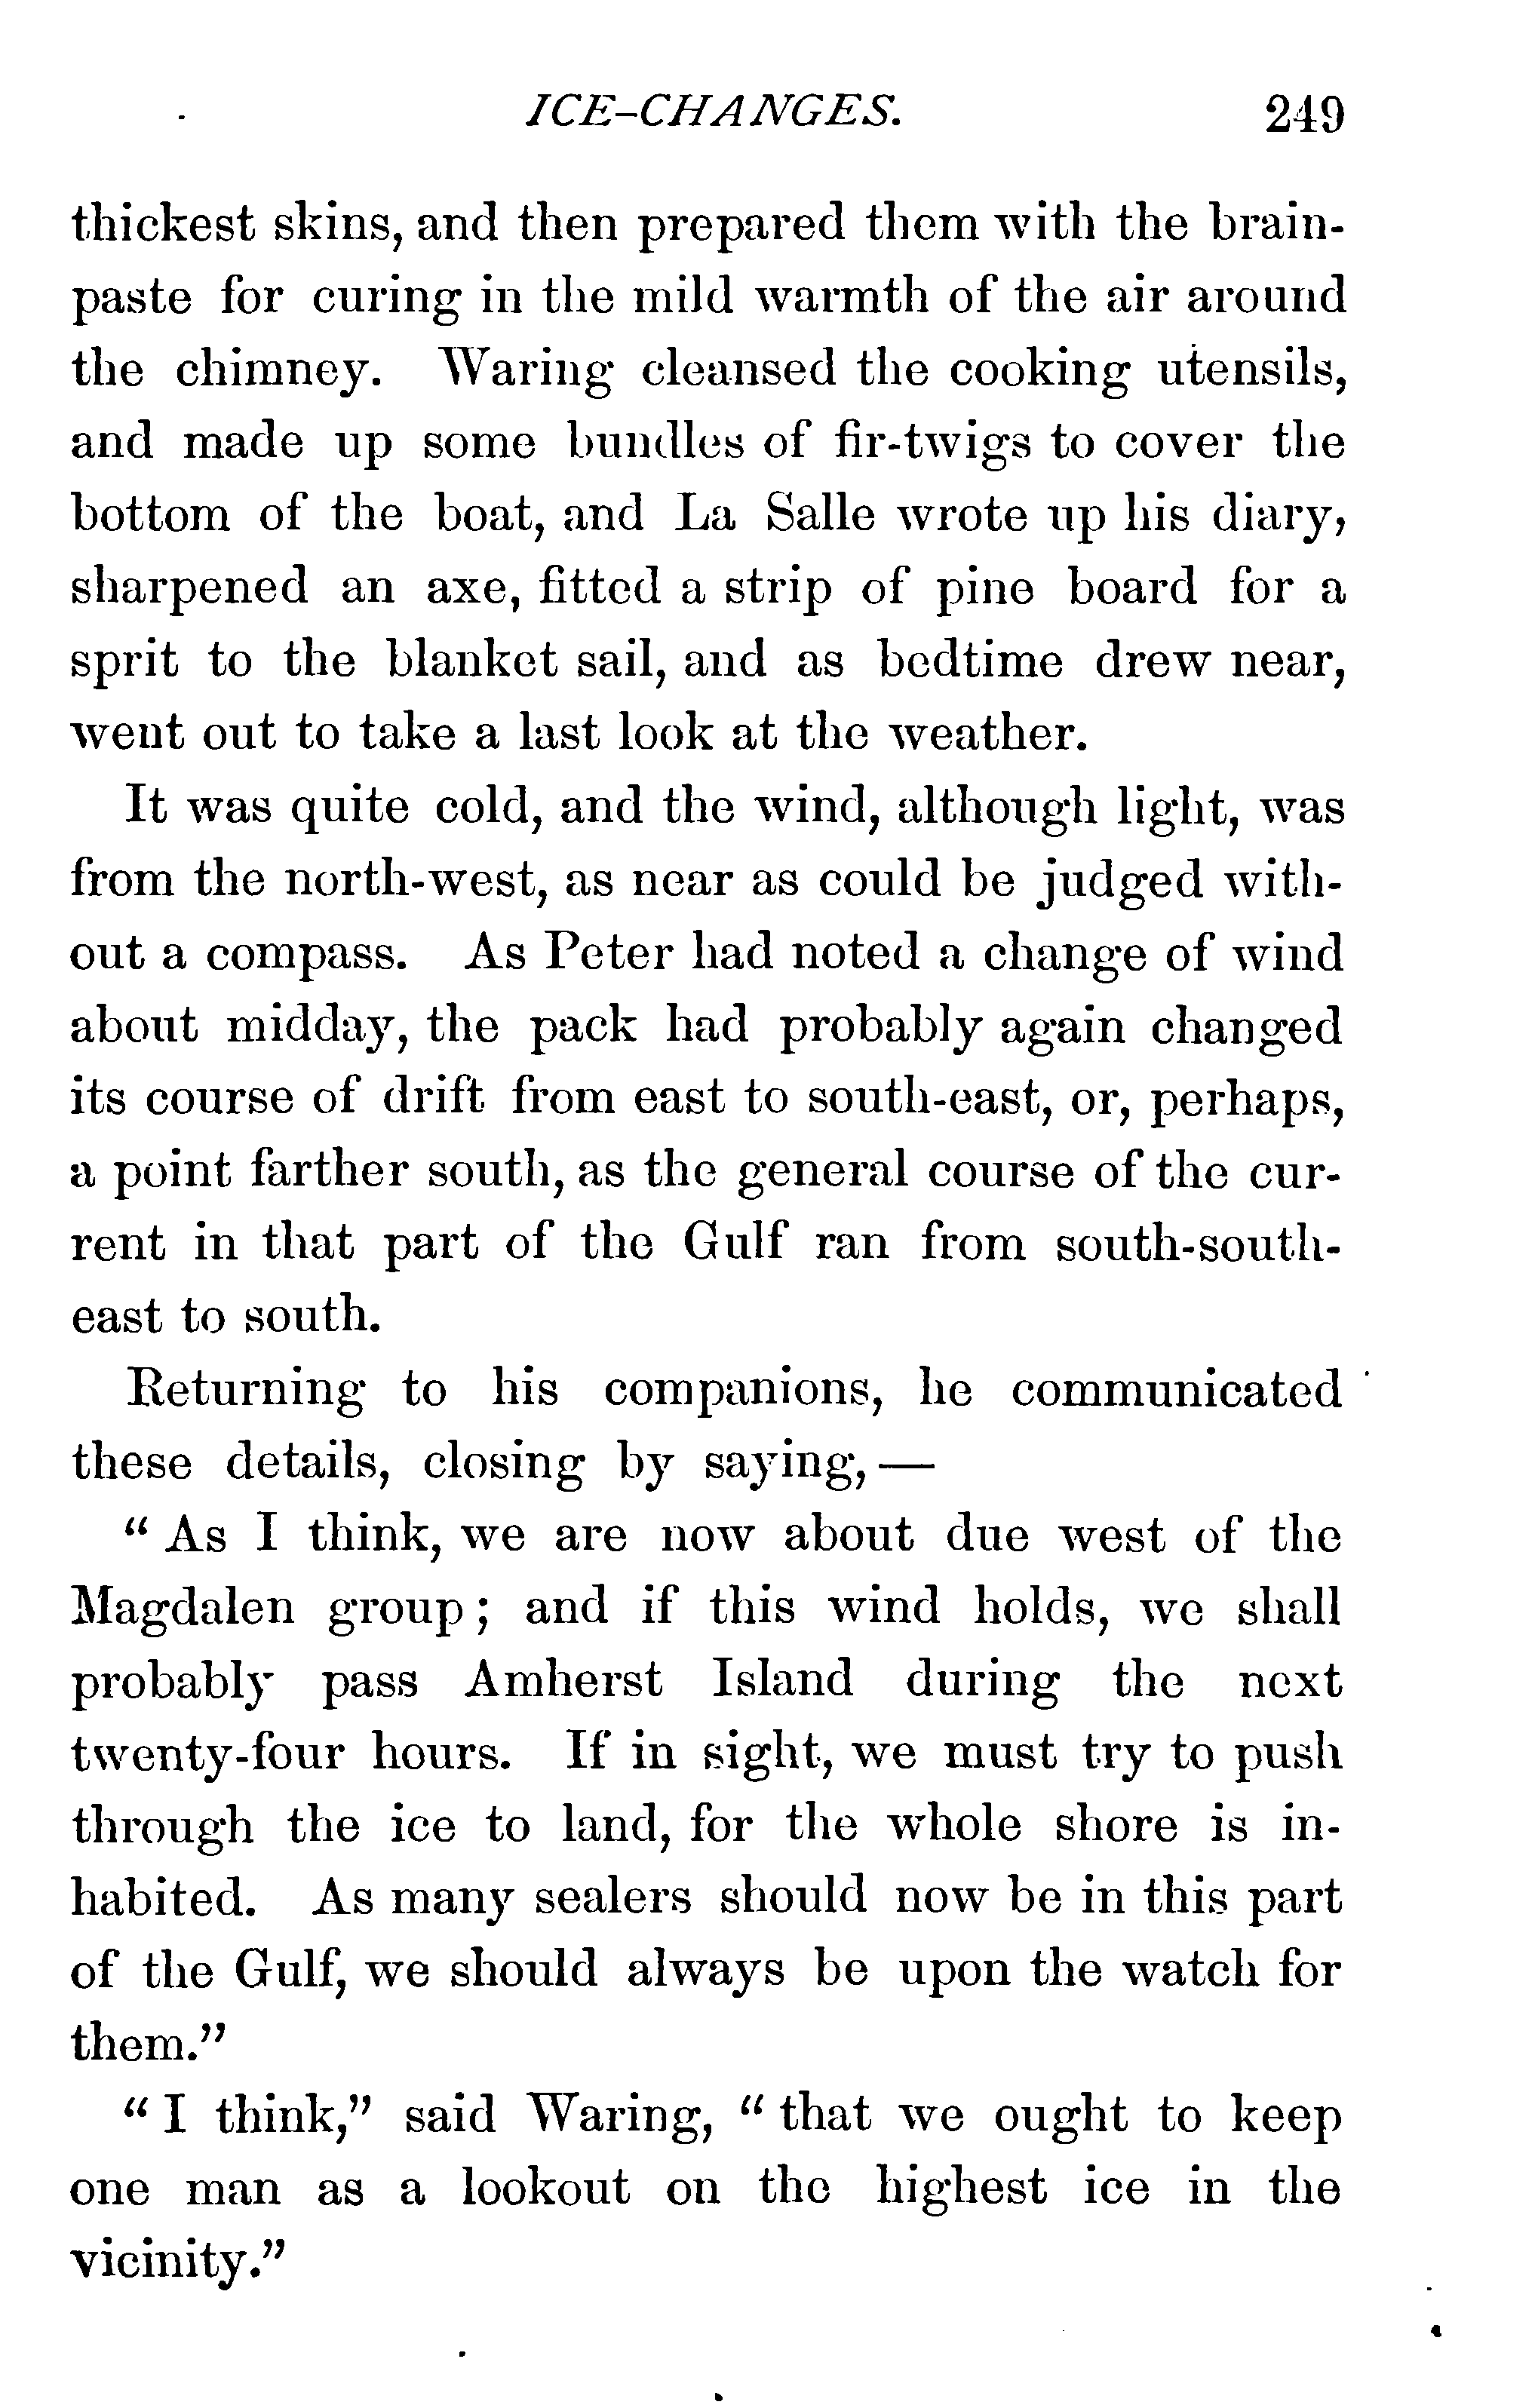 ICE-CHANGES. 249
thickest skins, and then prepared them with the brain-
paste for curing in the mild warmth of the air around
the chimney. Waring cleansed the cooking utensils,
and made up some bundles of fir-twigs to cover the
bottom of the boat, and La Salle wrote up his diary,
sharpened an axe, fitted a strip of pine board for a
sprit to the blanket sail, and as bedtime drew near,
went out to take a last look at the weather.
It was quite cold, and the wind, although light, was
from the north-west, as near as could be judged with-
out a compass. As Peter had noted a change of wind
about midday, the pack had probably again changed
its course of drift from east to south-east, or, perhaps,
a point farther south, as the general course of the cur-
rent in that part of the Gulf ran from south-south-
east to south.
Returning to his companions, he communicated
these details, closing by saying, —
" As I think, we are now about due west of the
Magdalen group ; and if this wind holds, we shall
probably pass Amherst Island during the next
twenty-four hours. If in sight, we must try to push
through the ice to land, for the whole shore is in-
habited. As many sealers should now be in this part
of the Gulf, we should always be upon the watch for
them."
" I think," said Waring, " that we ought to keep
one man as a lookout on the highest ice in the
vicinity."